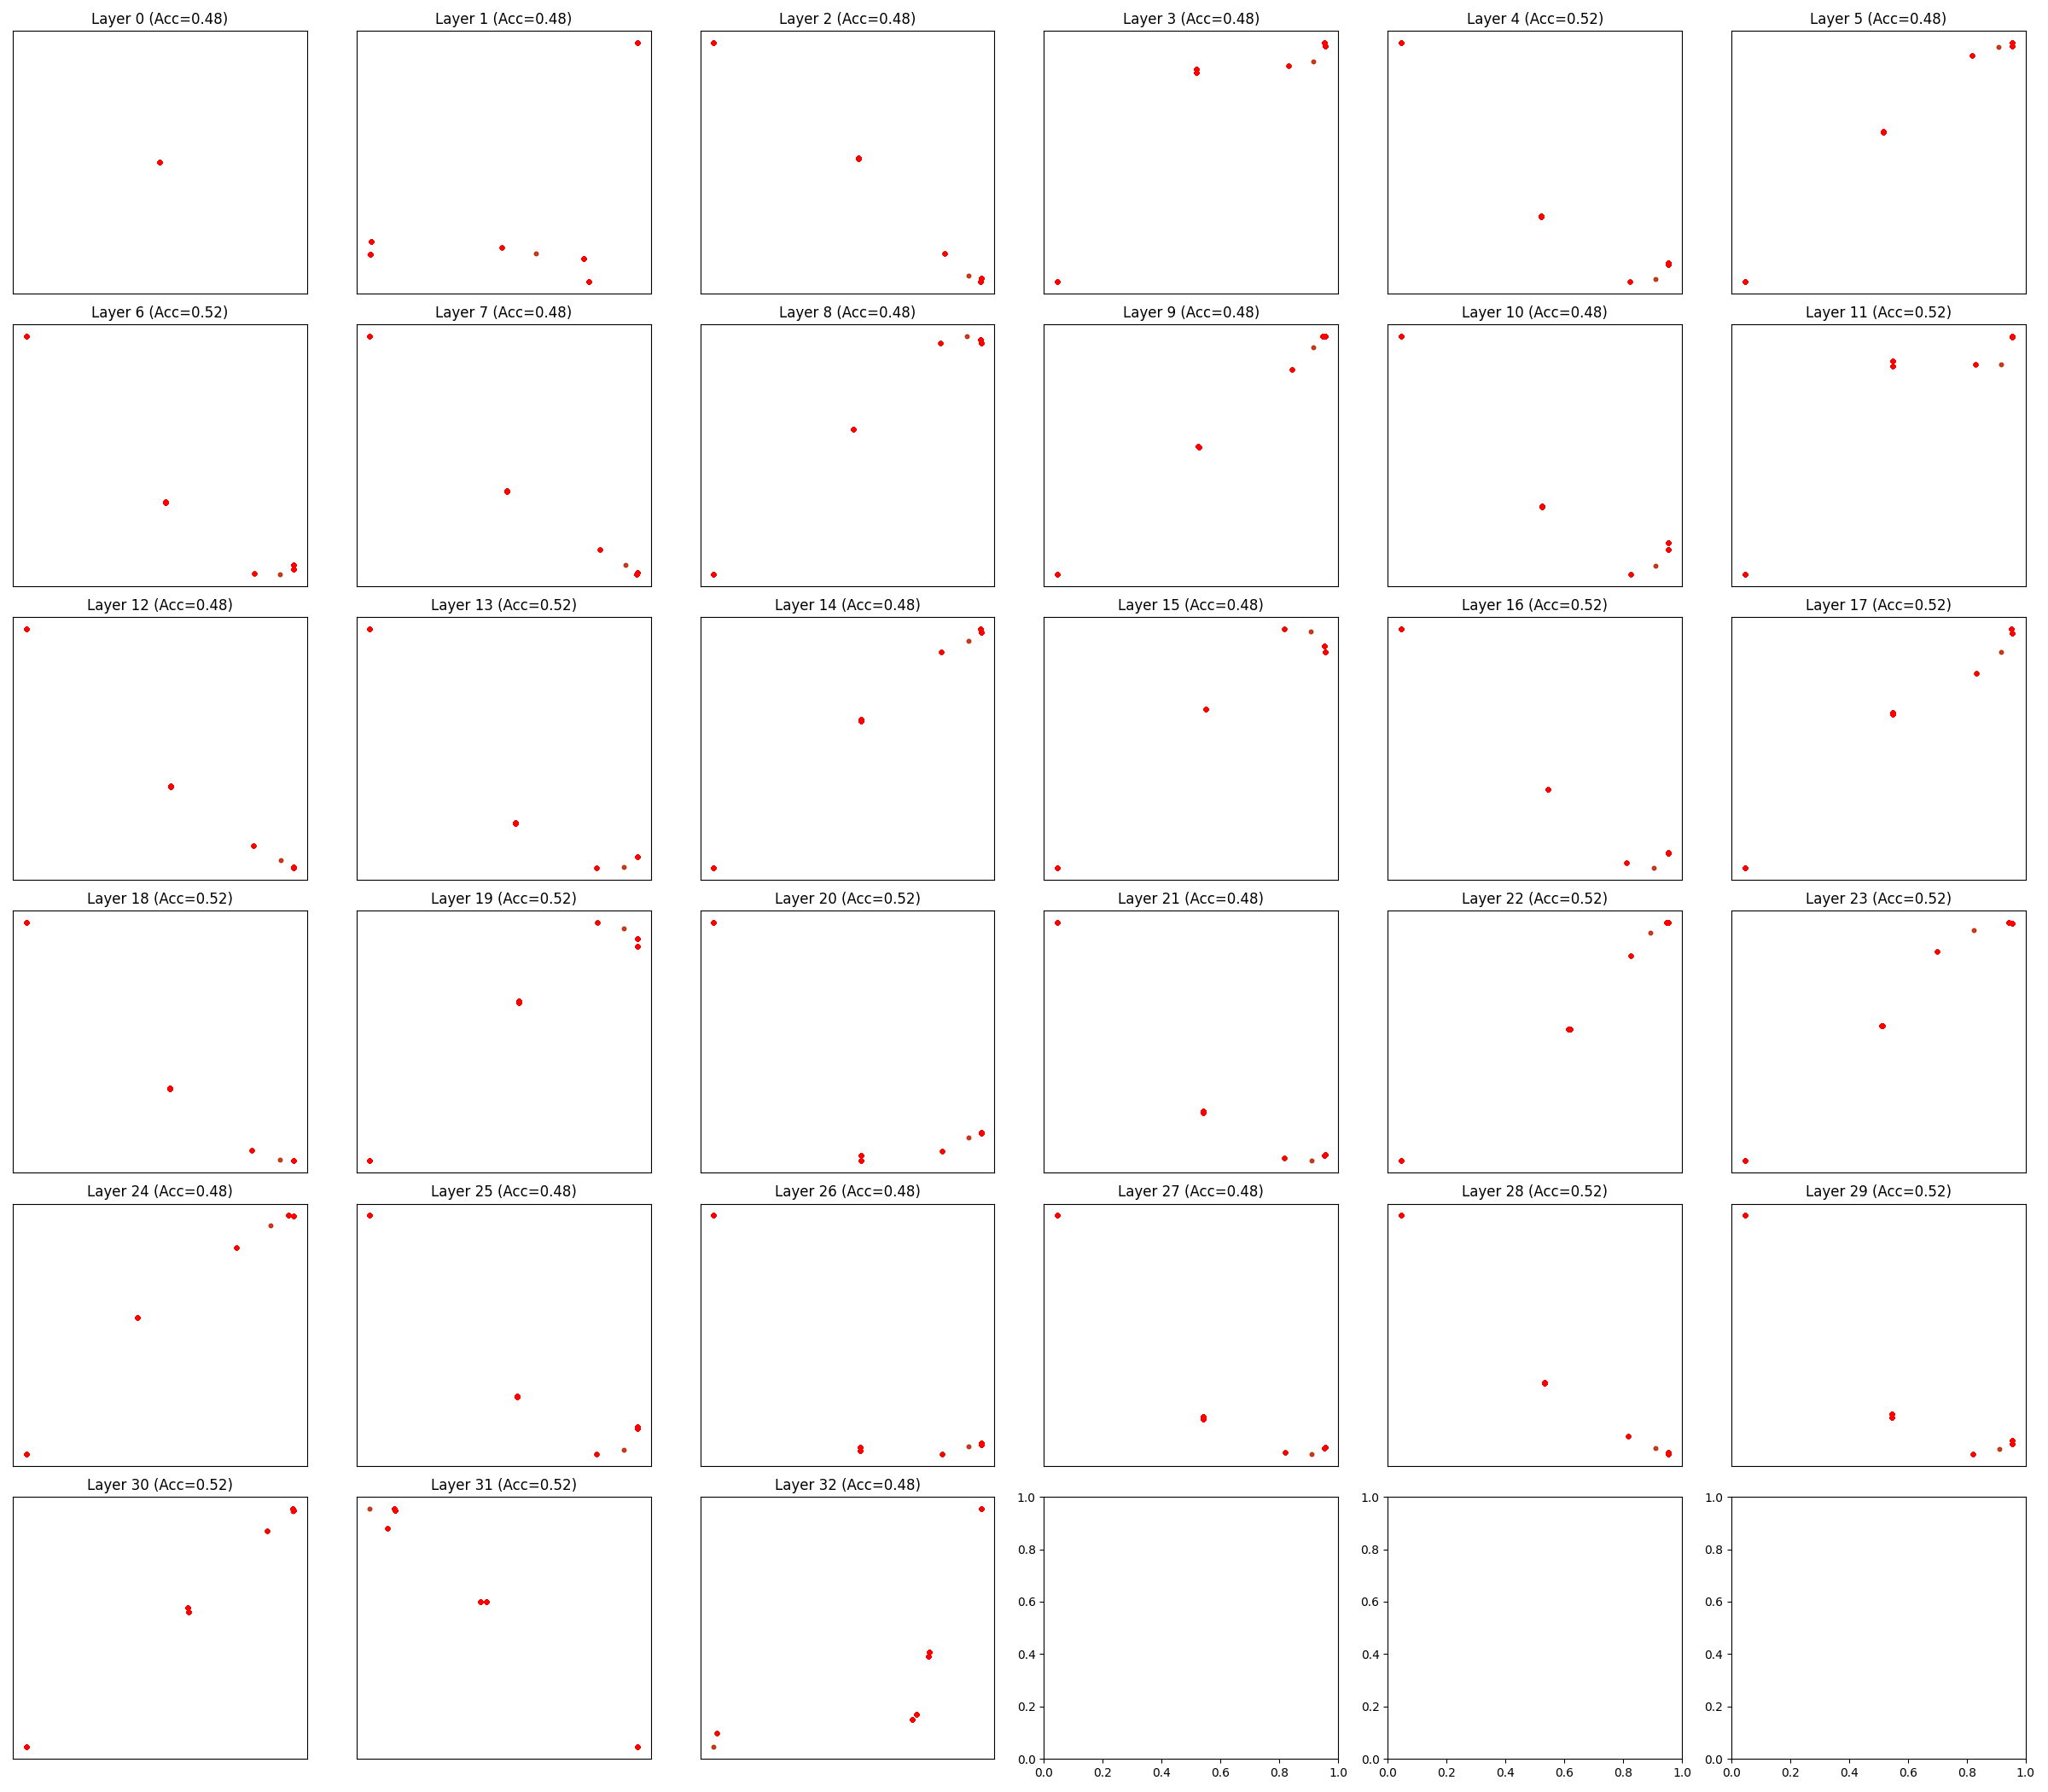 Layer 0 (Acc=0.48)
Layer 1 (Acc=0.48)
Layer 2 (Acc=0.48)
Layer 3 (Acc=0.48)
Layer 4 (Acc=0.52)
Layer 5 (Acc=0.48)
Layer 6 (Acc=0.52)
Layer 7 (Acc=0.48)
Layer 8 (Acc=0.48)
Layer 9 (Acc=0.48)
Layer 10 (Acc=0.48)
Layer 11 (Acc=0.52)
Layer 12 (Acc=0.48)
Layer 13 (Acc=0.52)
Layer 14 (Acc=0.48)
Layer 15 (Acc=0.48)
Layer 16 (Acc=0.52)
Layer 17 (Acc=0.52)
Layer 18 (Acc=0.52)
Layer 19 (Acc=0.52)
Layer 20 (Acc=0.52)
Layer 21 (Acc=0.48)
Layer 22 (Acc=0.52)
Layer 23 (Acc=0.52)
Layer 24 (Acc=0.48)
Layer 25 (Acc=0.48)
Layer 26 (Acc=0.48)
Layer 27 (Acc=0.48)
Layer 28 (Acc=0.52)
Layer 29 (Acc=0.52)
Layer 30 (Acc=0.52)
Layer 31 (Acc=0.52)
Layer 32 (Acc=0.48)
1.0
0.8
0.6
0.4
0.2
0.0
0.0 0.2 0.4 0.6 0.8 1.0
1.0
0.8
0.6
0.4
0.2
0.0
0.0 0.2 0.4 0.6 0.8 1.0
1.0
0.8
0.6
0.4
0.2
0.0
0.0 0.2 0.4 0.6 0.8 1.0